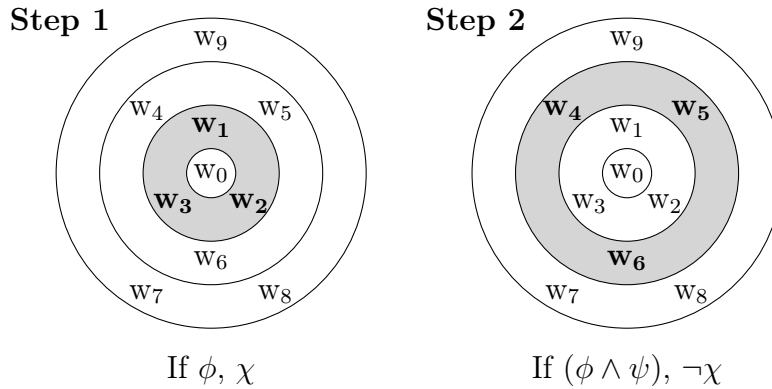 Step 1
Step 2
w₉
w₄
w₅
w₁
w₀
w₃
w₂
w₆
w₇
w₈
If ϕ, χ
w₉
w₄
w₅
w₁
w₀
w₃
w₂
w₆
w₇
w₈
If (ϕ ∧ ψ), ¬χ